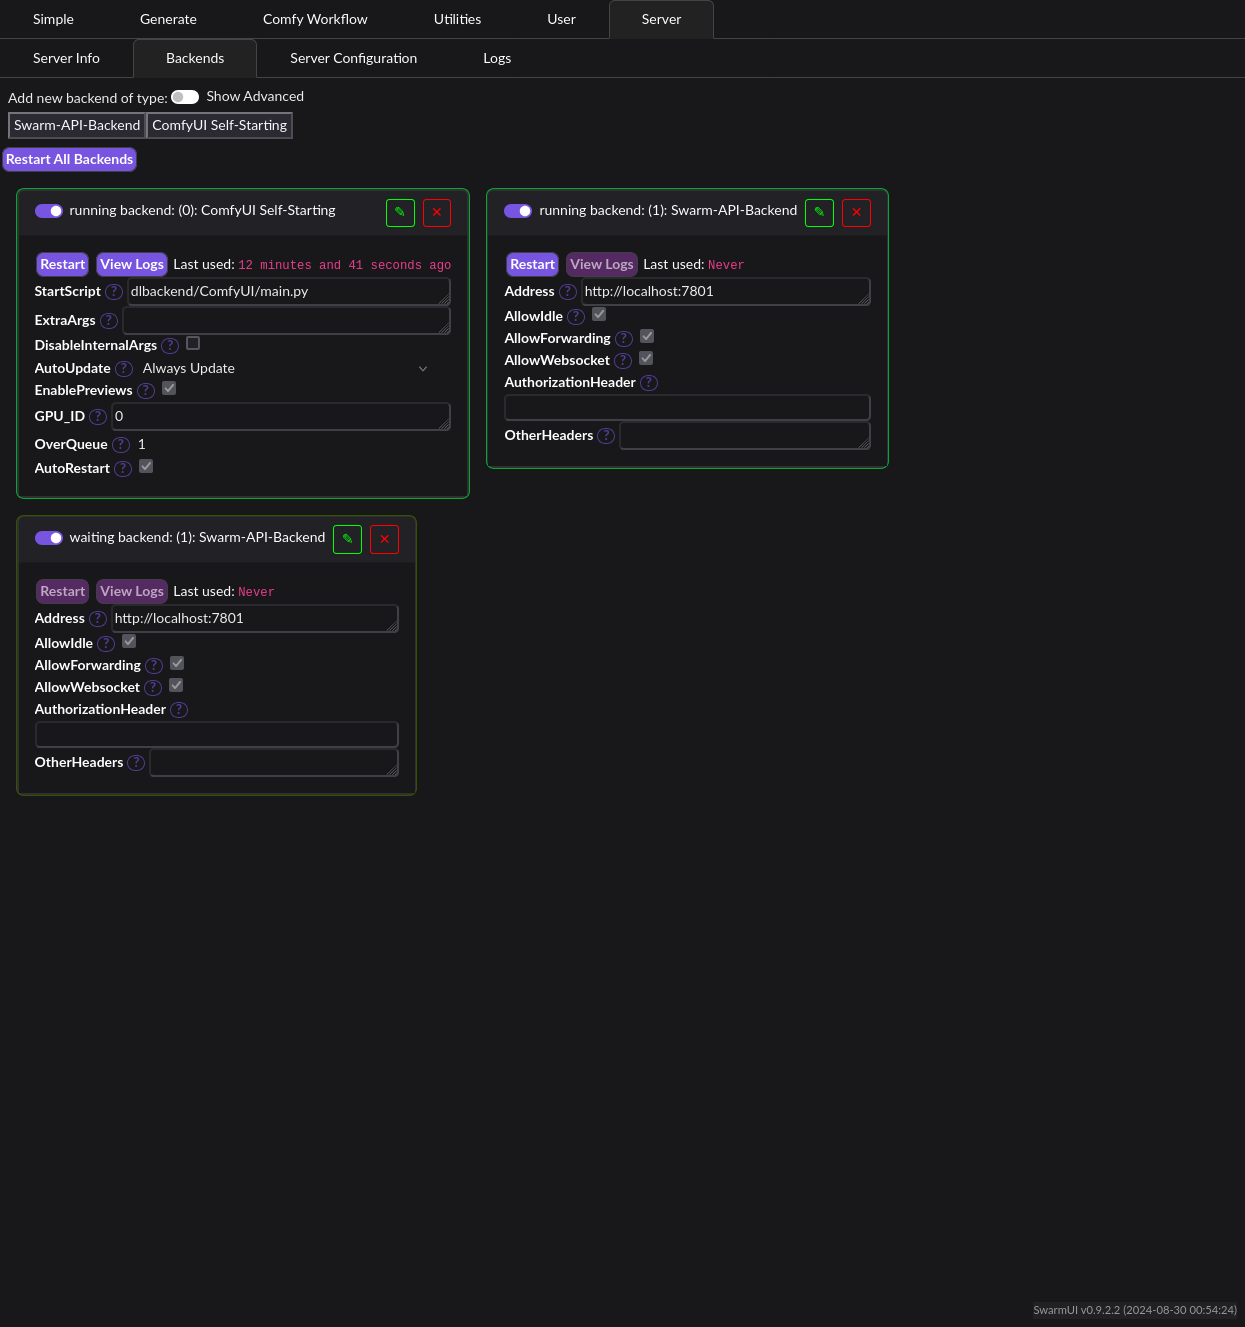 Simple Generate Comfy Workflow Utilities User Server
Server Info Backends Server Configuration Logs
Add new backend of type: Show Advanced
Swarm-API-Backend ComfyUI Self-Starting
Restart All Backends
running backend: (0): ComfyUI Self-Starting ✎ ✕
Restart View Logs Last used: 12 minutes and 41 seconds ago
StartScript ? dlbackend/ComfyUI/main.py
ExtraArgs ?
DisableInternalArgs ?
AutoUpdate ? Always Update
EnablePreviews ?
GPU_ID ? 0
OverQueue ? 1
AutoRestart ?
running backend: (1): Swarm-API-Backend ✎ ✕
Restart View Logs Last used: Never
Address ? http://localhost:7801
AllowIdle ?
AllowForwarding ?
AllowWebsocket ?
AuthorizationHeader ?
OtherHeaders ?
waiting backend: (1): Swarm-API-Backend ✎ ✕
Restart View Logs Last used: Never
Address ? http://localhost:7801
AllowIdle ?
AllowForwarding ?
AllowWebsocket ?
AuthorizationHeader ?
OtherHeaders ?
SwarmUI v0.9.2.2 (2024-08-30 00:54:24)